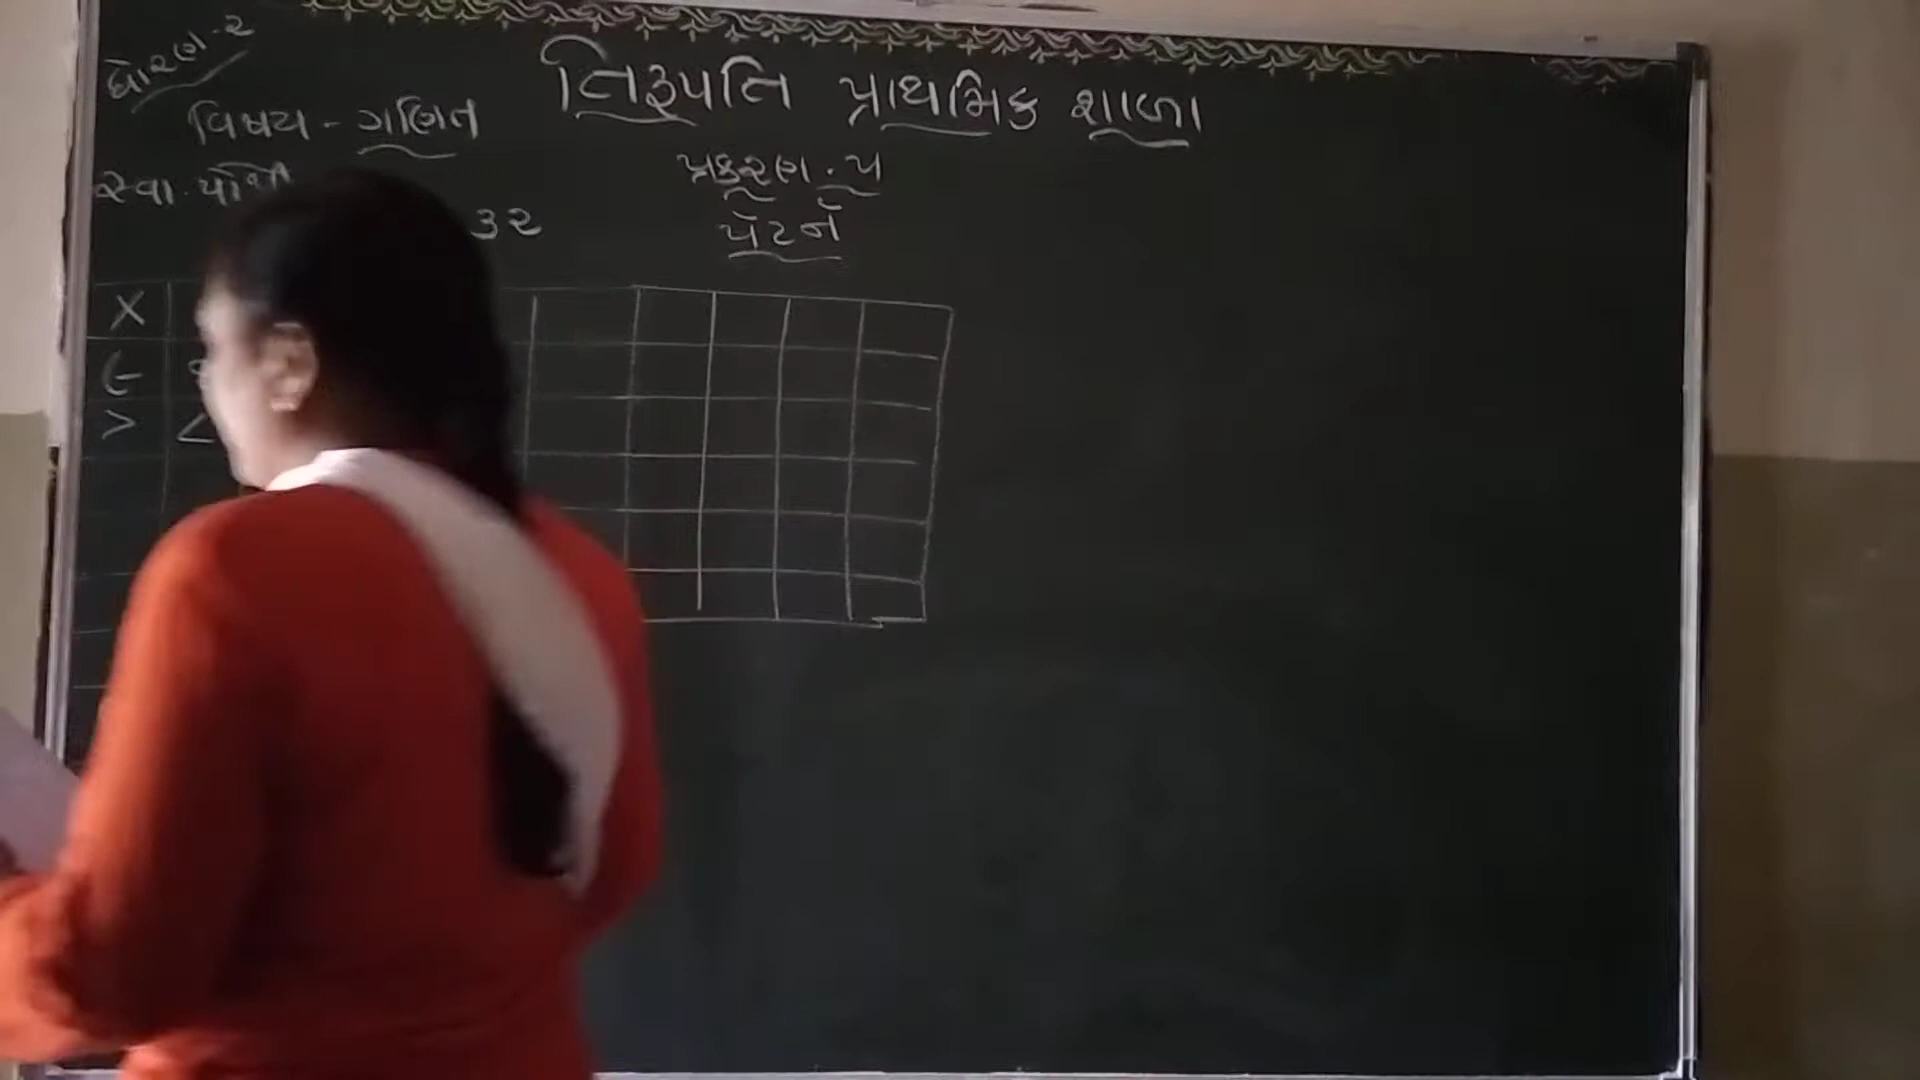 ધોરણ-૨
તિરૂપતિ પ્રાથમિક શાળા
વિષય - ગણિત
પ્રકરણ.૫
સ્વા. પોથી
૩૨
પૅટર્ન
X